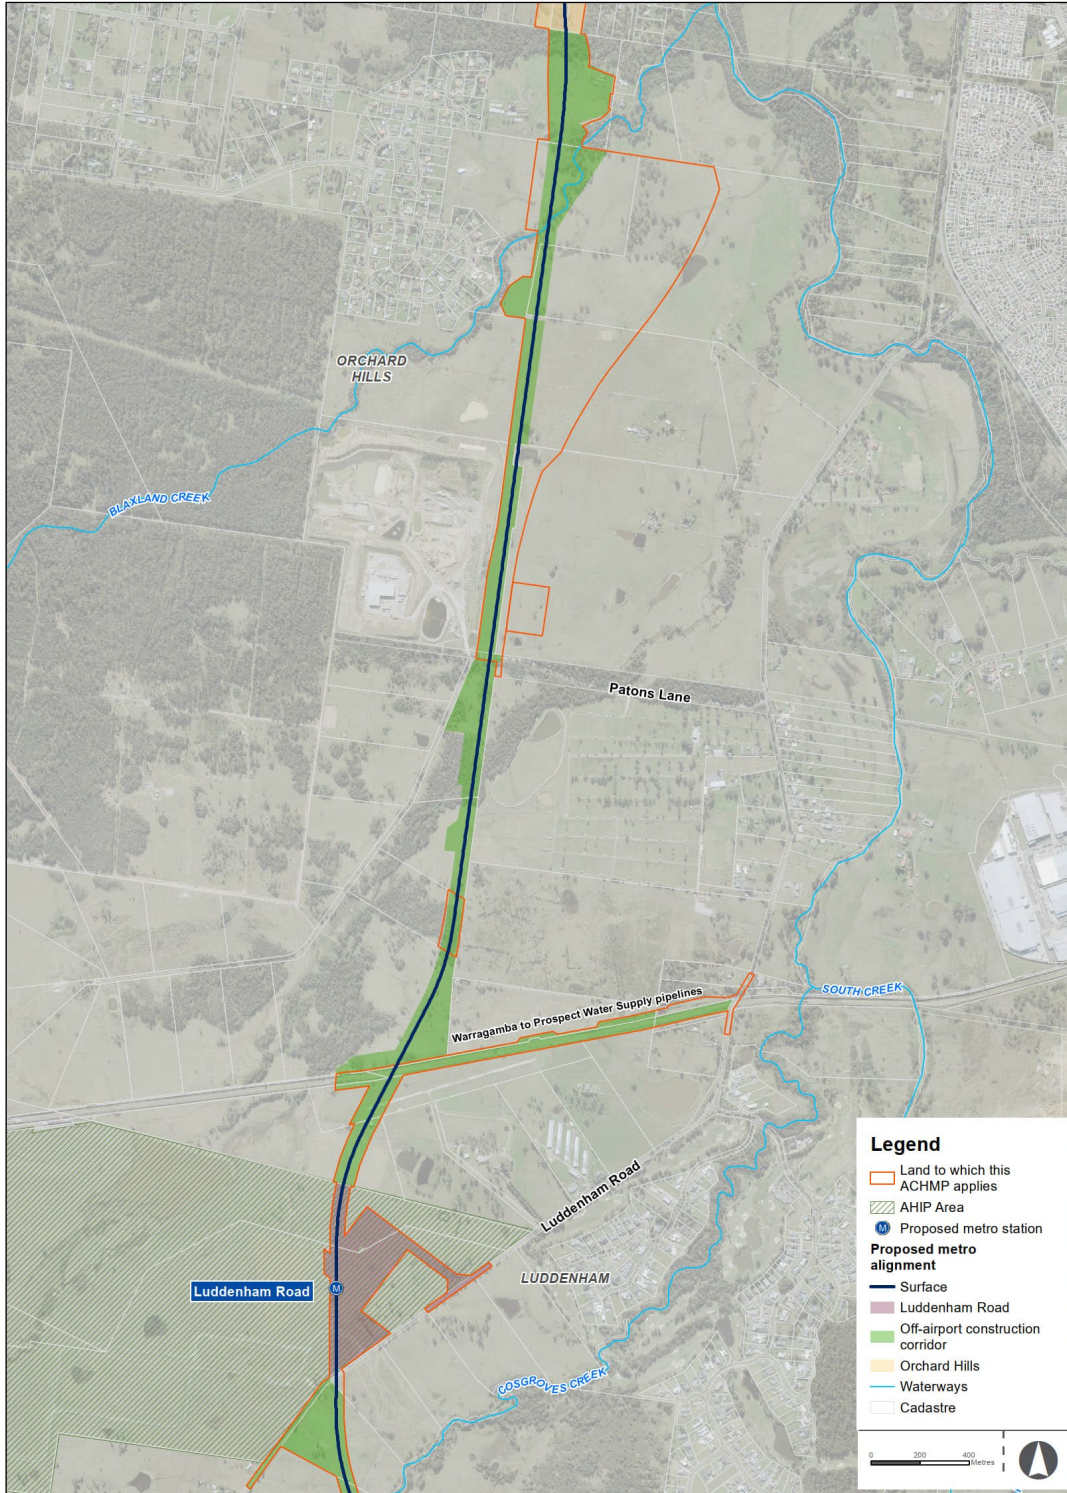 ORCHARD
HILLS
BLAXLAND CREEK
Patons Lane
SOUTH CREEK
Warragamba to Prospect Water Supply pipelines
Luddenham Road
LUDDENHAM
M
Luddenham Road
COSGROVES CREEK
Legend
Land to which this
ACHMP applies
AHIP Area
M
Proposed metro station
Proposed metro
alignment
Surface
Luddenham Road
Off-airport construction
corridor
Orchard Hills
Waterways
Cadastre
0 200 400
Metres